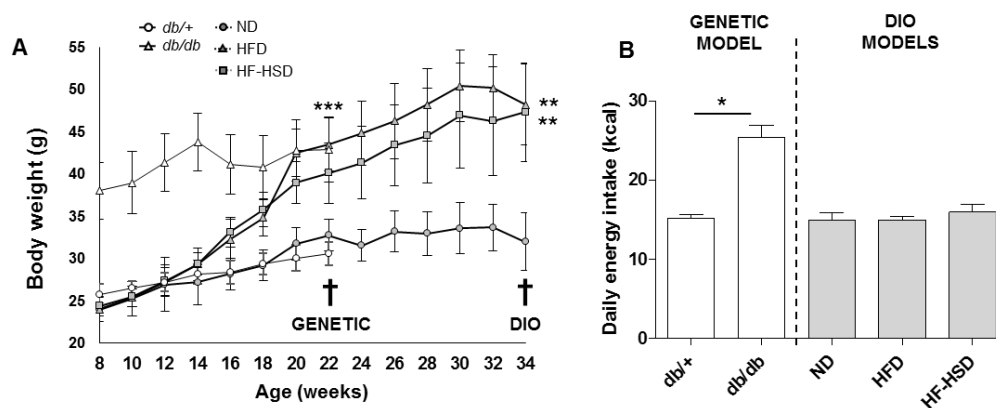 A
db/+
db/db
ND
HFD
HF-HSD
Body weight (g)
55
50
45
40
35
30
25
20
***
**
**
†
†
GENETIC
DIO
8 10 12 14 16 18 20 22 24 26 28 30 32 34
Age (weeks)
B
GENETIC
MODEL
DIO
MODELS
Daily energy intake (kcal)
30
20
10
0
*
db/+
db/db
ND
HFD
HF-HSD